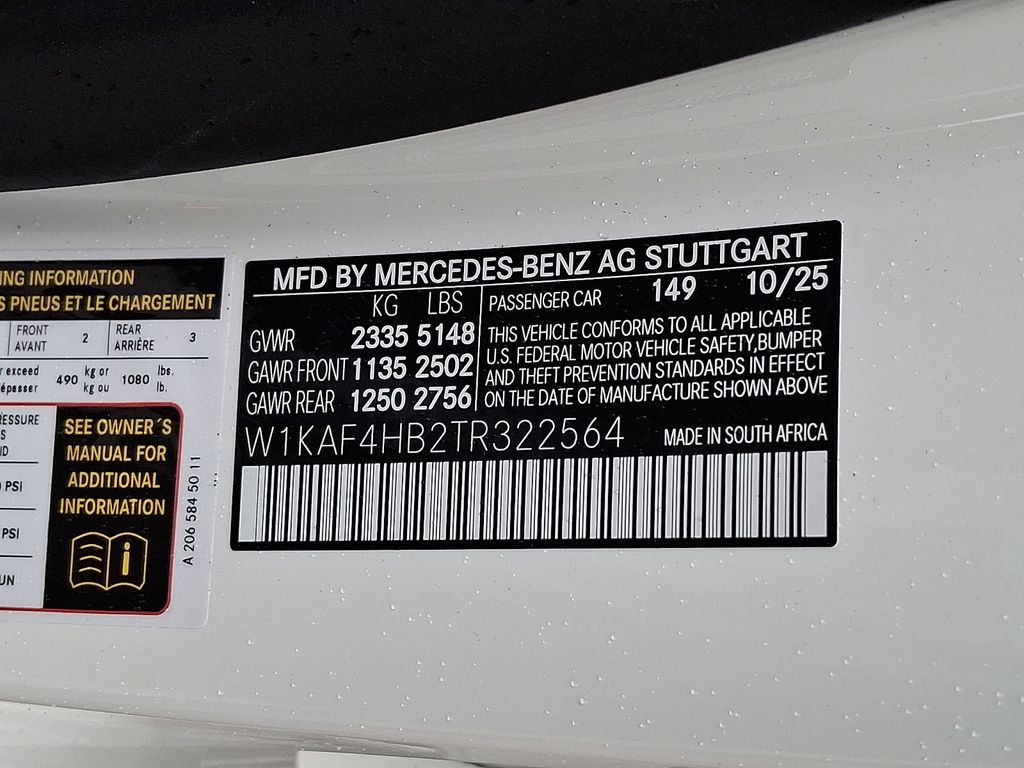 ING INFORMATION
S PNEUS ET LE CHARGEMENT
FRONT
AVANT
2
REAR
ARRIÈRE
3
r exceed
épasser
490
kg or
kg ou
1080
lbs.
lb.
ESSURE
S
ID
PSI
PSI
UN
SEE OWNER´S
MANUAL FOR
ADDITIONAL
INFORMATION
A 206 584 50 11
MFD BY MERCEDES-BENZ AG STUTTGART
KG LBS
GVWR 2335 5148
GAWR FRONT 1135 2502
GAWR REAR 1250 2756
PASSENGER CAR 149 10/25
THIS VEHICLE CONFORMS TO ALL APPLICABLE
U.S. FEDERAL MOTOR VEHICLE SAFETY,BUMPER
AND THEFT PREVENTION STANDARDS IN EFFECT
ON THE DATE OF MANUFACTURE SHOWN ABOVE
W1KAF4HB2TR322564
MADE IN SOUTH AFRICA